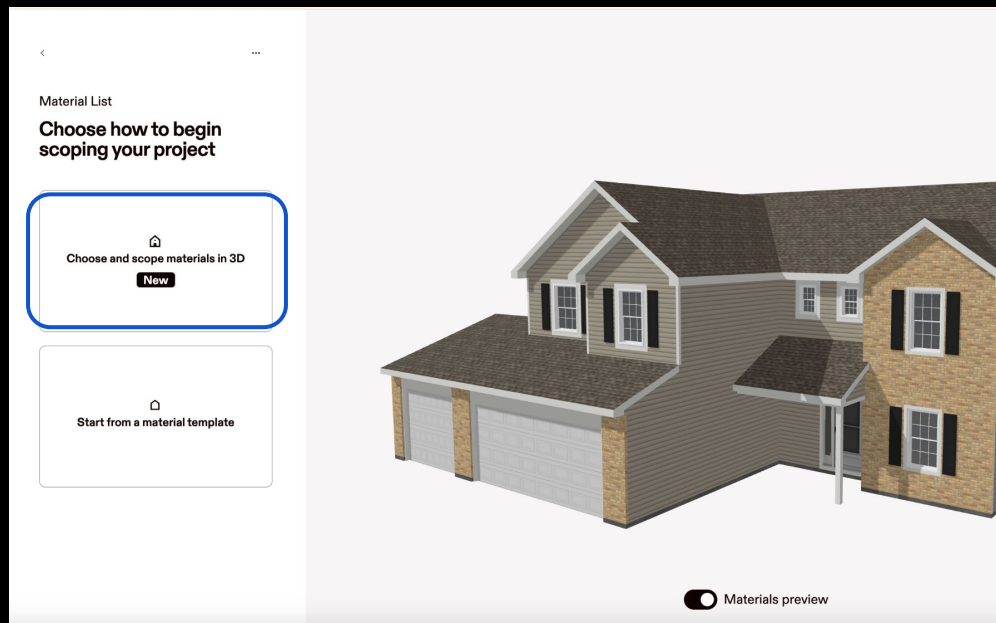 Material List
Choose how to begin
scoping your project
Choose and scope materials in 3D
New
Start from a material template
Materials preview